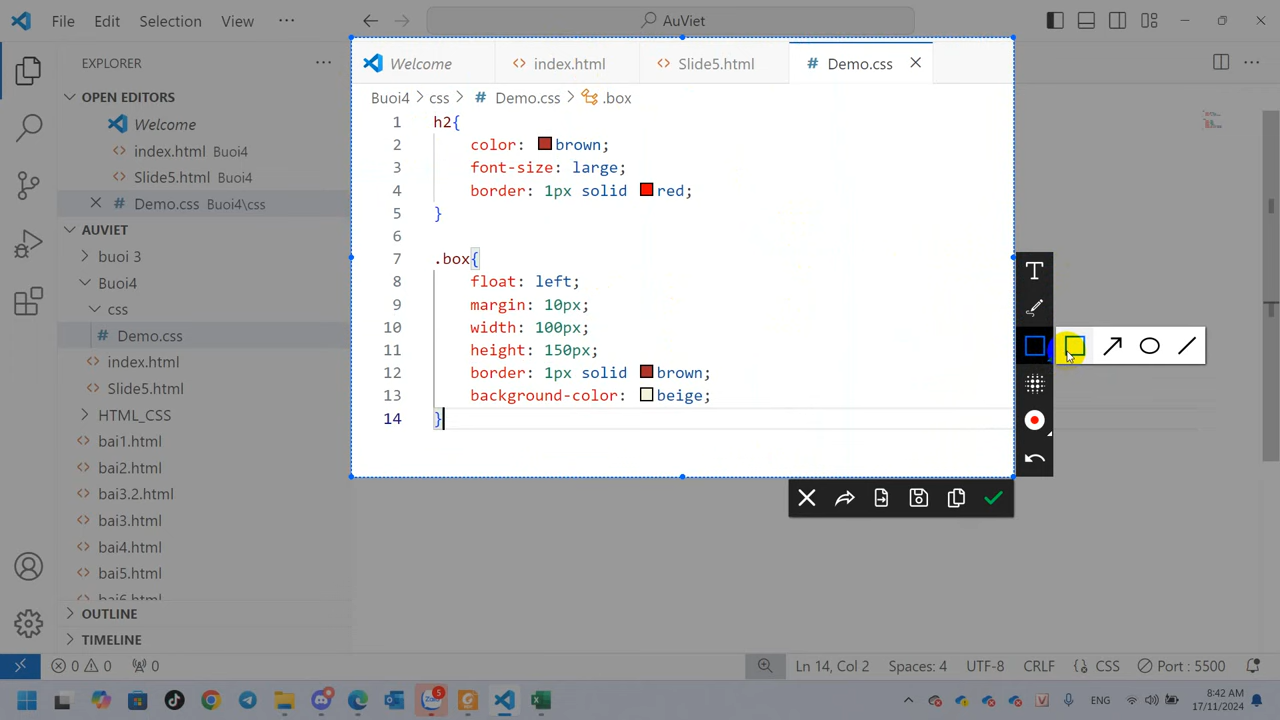 File Edit Selection View ··· AuViet
EXPLORER ···
OPEN EDITORS
Welcome
index.html Buoi4
Slide5.html Buoi4
# Demo.css Buoi4\css
AUVIET
buoi 3
Buoi4
css
# Demo.css
index.html
Slide5.html
HTML_CSS
bai1.html
bai2.html
bai3.2.html
bai3.html
bai4.html
bai5.html
bai6.html
OUTLINE
TIMELINE
Welcome index.html Slide5.html # Demo.css
Buoi4 > css > # Demo.css > .box
1 h2{
2 color: brown;
3 font-size: large;
4 border: 1px solid red;
5 }
6
7 .box{
8 float: left;
9 margin: 10px;
10 width: 100px;
11 height: 150px;
12 border: 1px solid brown;
13 background-color: beige;
14 }
T
0 0 0 Ln 14, Col 2 Spaces: 4 UTF-8 CRLF {} CSS Port : 5500
Zalo 5 ENG 8:42 AM
17/11/2024